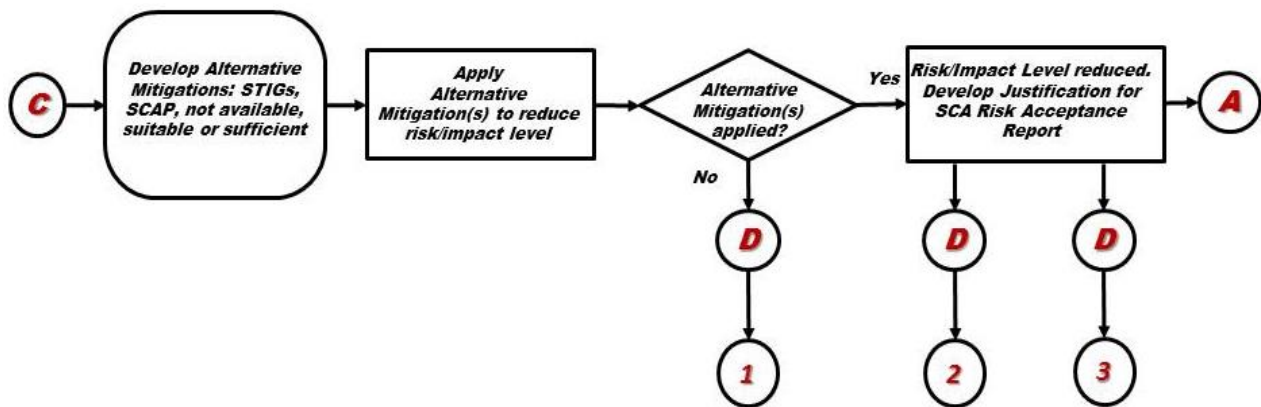 C
Develop Alternative
Mitigations: STIGs,
SCAP, not available,
suitable or sufficient
Apply
Alternative
Mitigation(s) to reduce
risk/impact level
Alternative
Mitigation(s)
applied?
Yes
Risk/Impact Level reduced.
Develop Justification for
SCA Risk Acceptance
Report
A
No
D
D
D
1
2
3